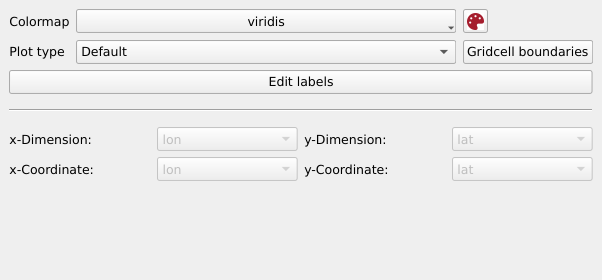 Colormap viridis
Plot type Default Gridcell boundaries
Edit labels
x-Dimension: lon y-Dimension: lat
x-Coordinate: lon y-Coordinate: lat